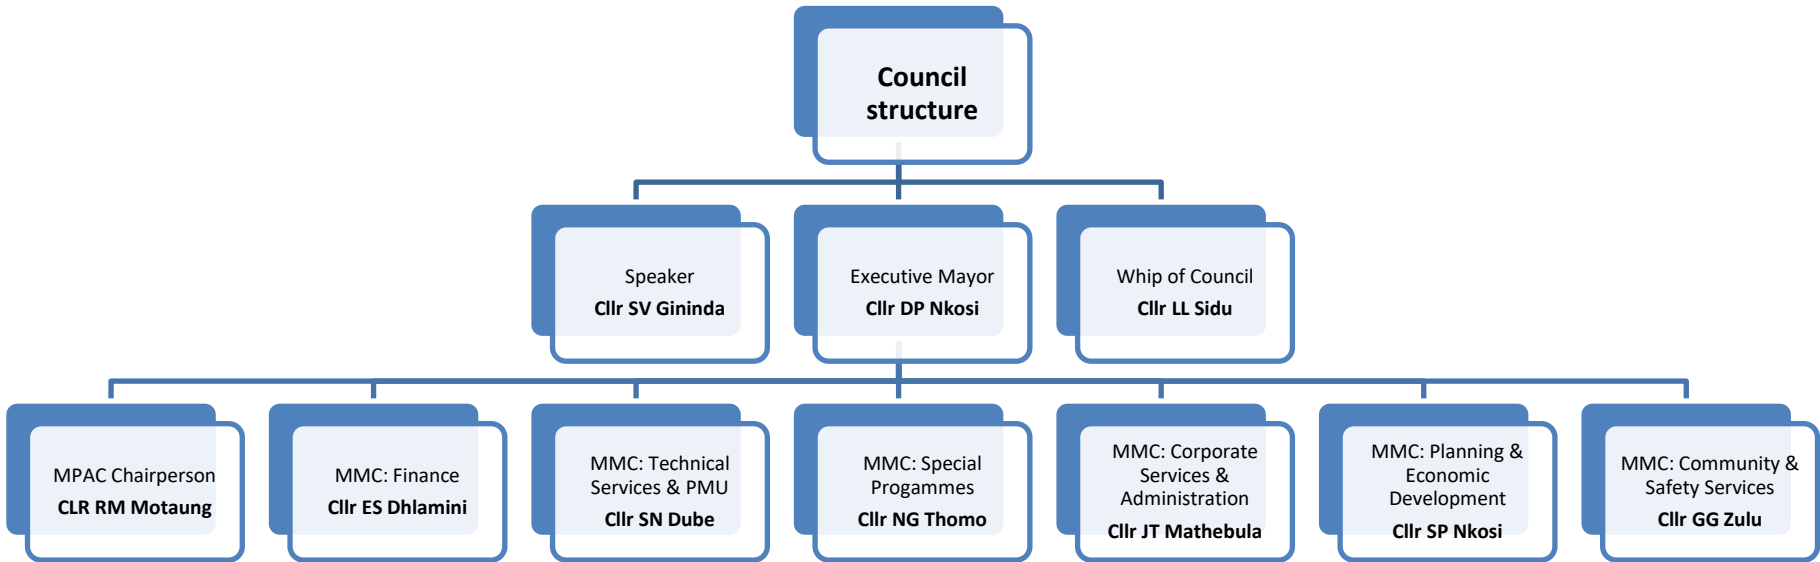 Council
structure
Speaker
Cllr SV Gininda
Executive Mayor
Cllr DP Nkosi
Whip of Council
Cllr LL Sidu
MPAC Chairperson
CLR RM Motaung
MMC: Finance
Cllr ES Dhlamini
MMC: Technical
Services & PMU
Cllr SN Dube
MMC: Special
Progammes
Cllr NG Thomo
MMC: Corporate
Services &
Administration
Cllr JT Mathebula
MMC: Planning &
Economic
Development
Cllr SP Nkosi
MMC: Community &
Safety Services
Cllr GG Zulu